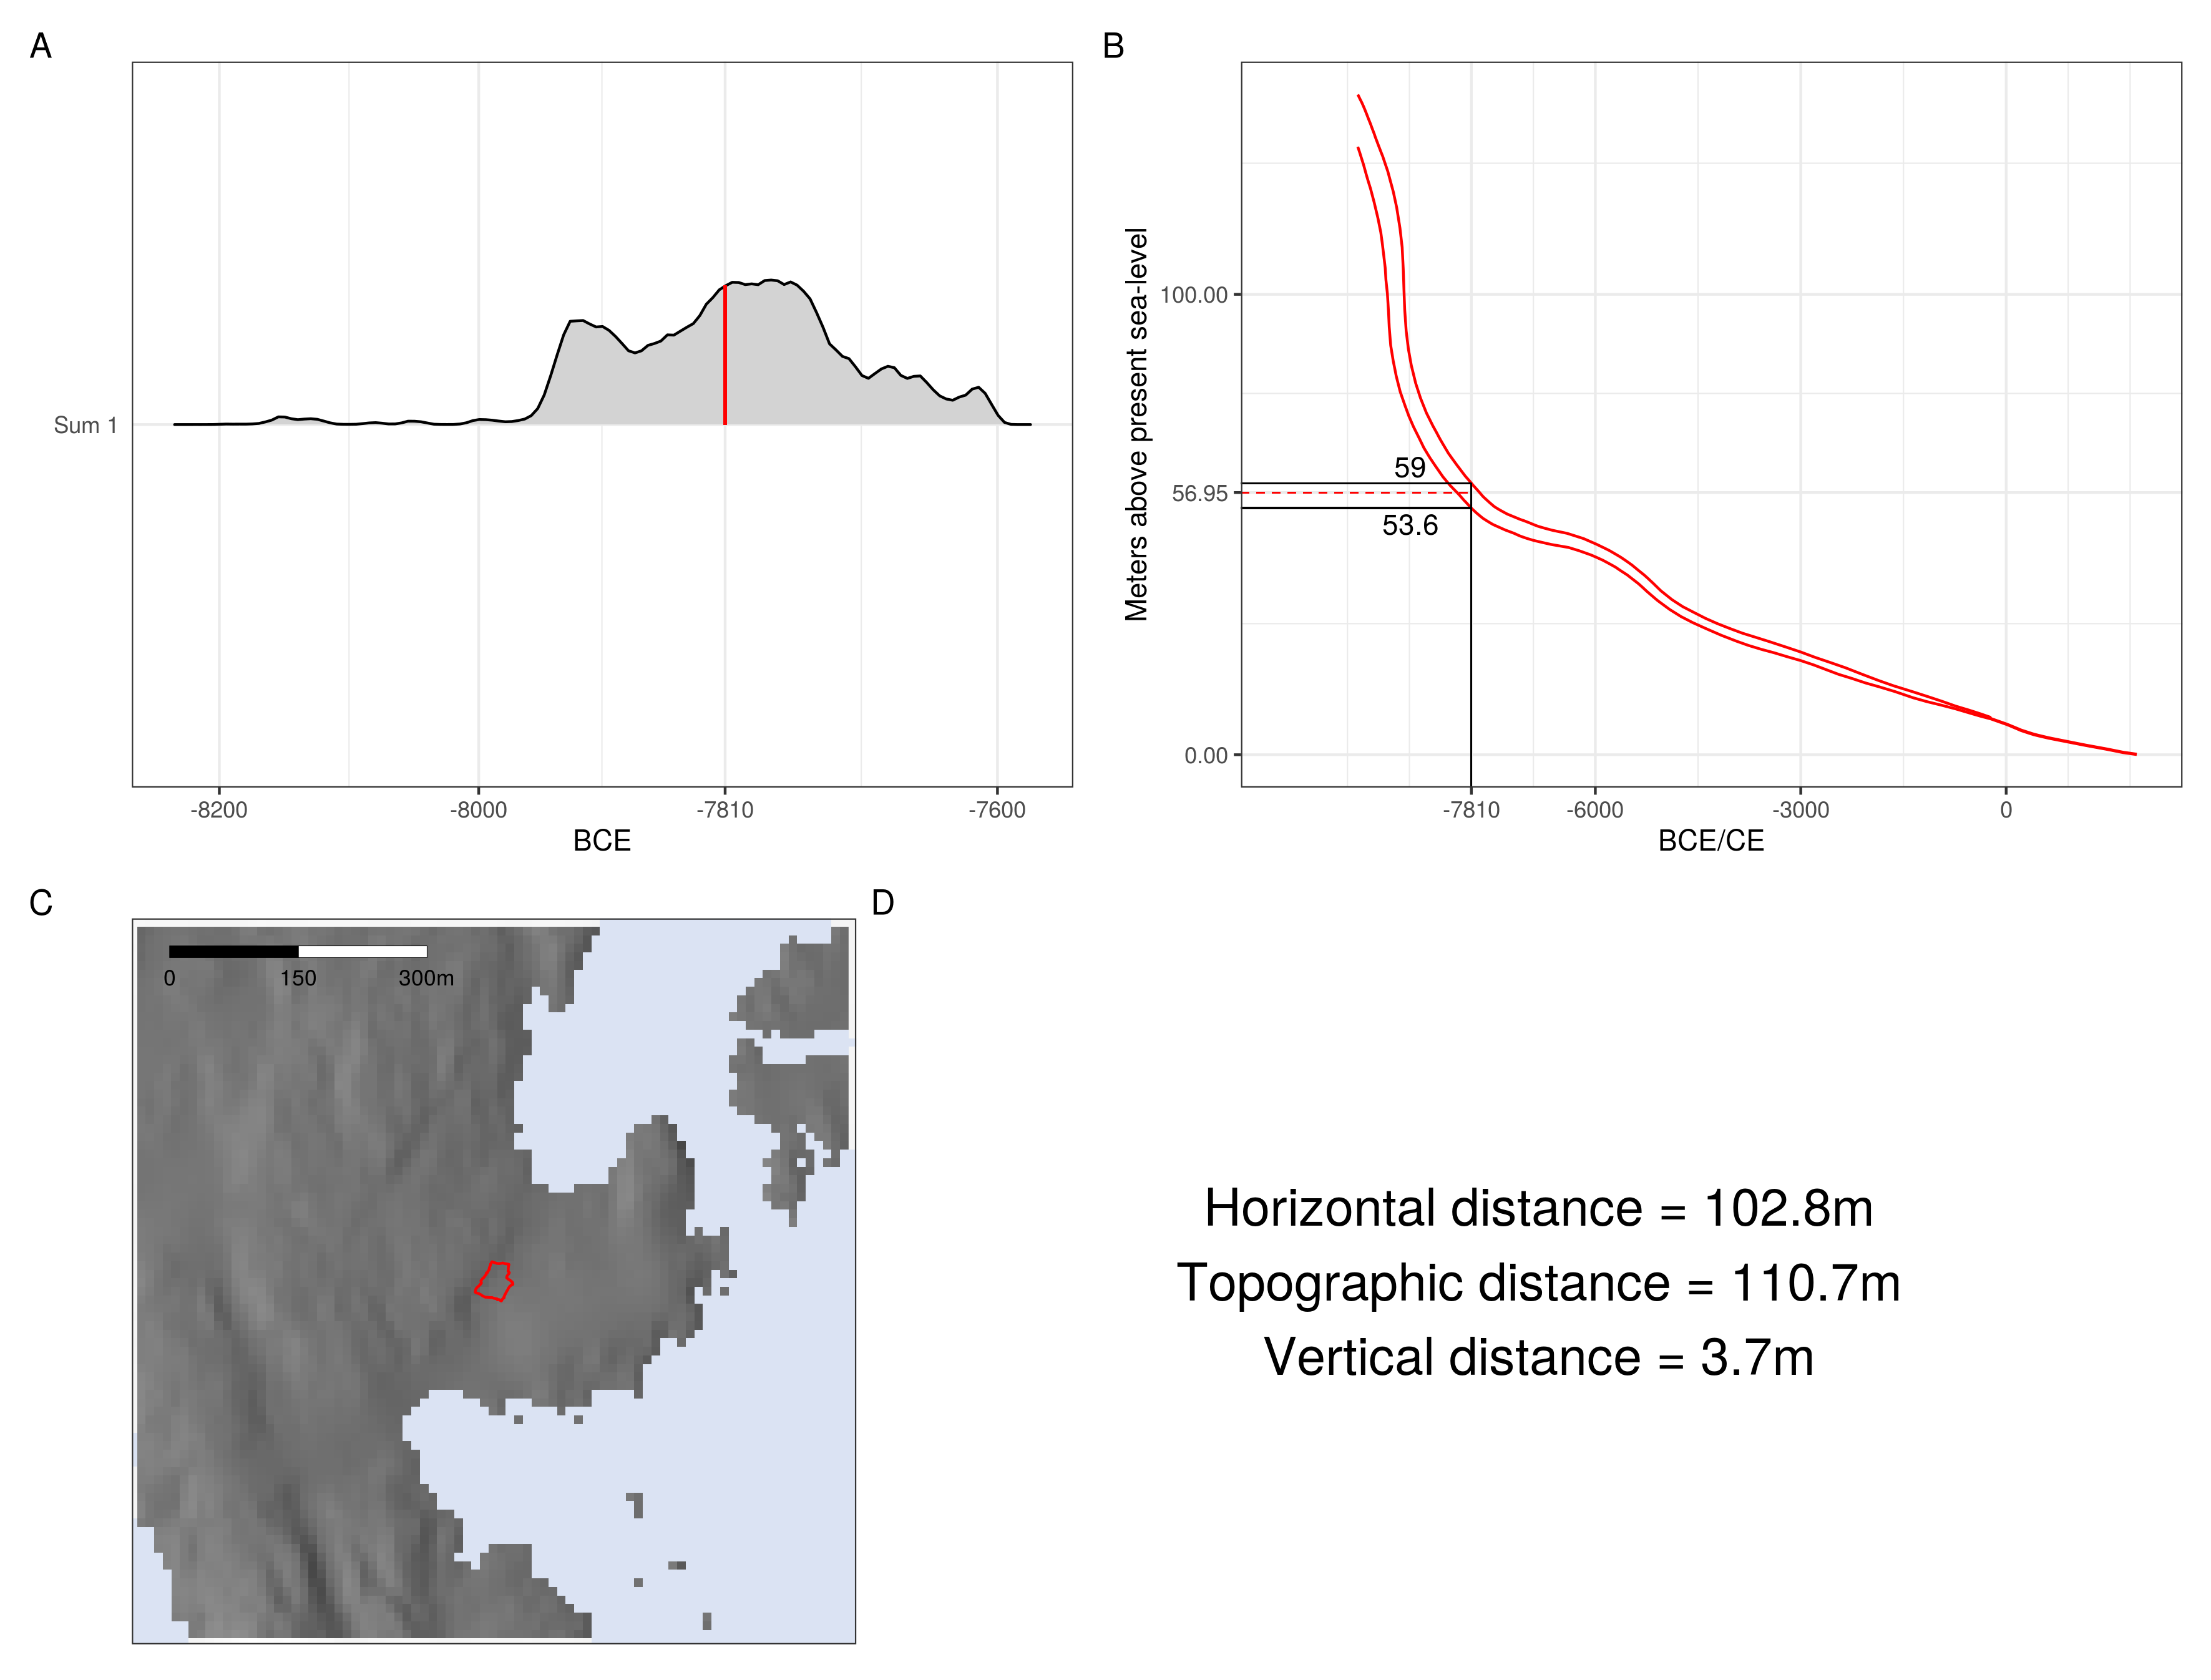 A
Sum 1
-8200 -8000 -7810 -7600
BCE
B
Meters above present sea-level
100.00
59
56.95
53.6
0.00
-7810 -6000 -3000 0
BCE/CE
C
0 150 300m
D
Horizontal distance = 102.8m
Topographic distance = 110.7m
Vertical distance = 3.7m